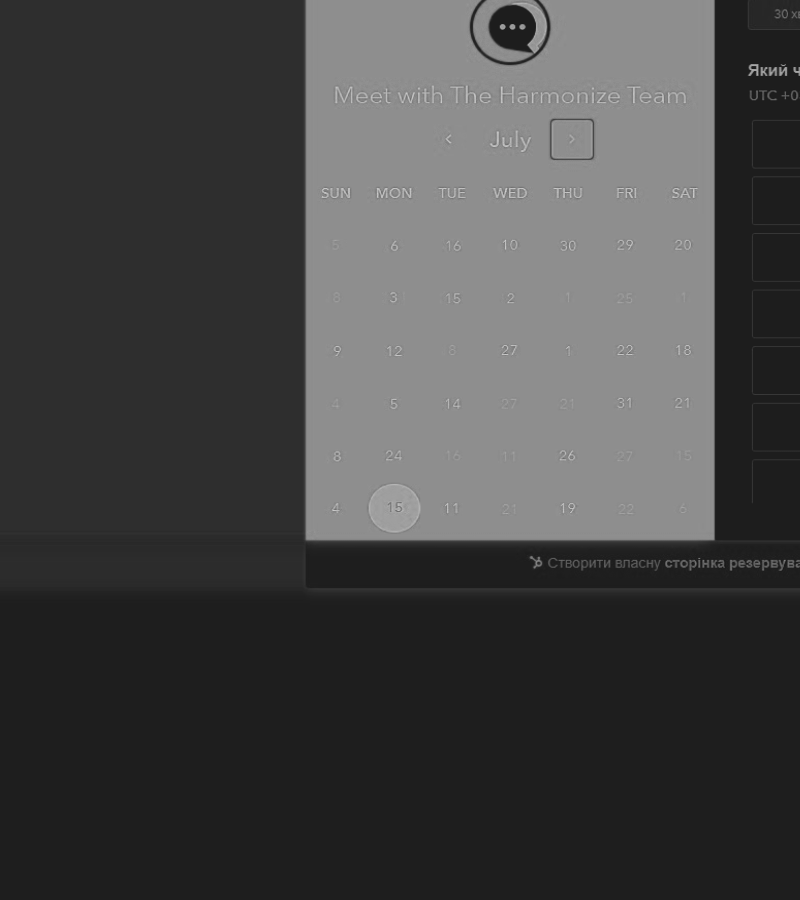 30
Meet with The Harmonize Team
July
SUN MON TUE WED THU FRI SAT
5 6 16 10 30 29 20
8 3 15 2 1 25 1
9 12 8 27 1 22 18
4 5 14 27 21 31 21
8 24 16 11 26 27 15
4 15 11 21 19 22 6
Який
UTC
Створити власну сторінка